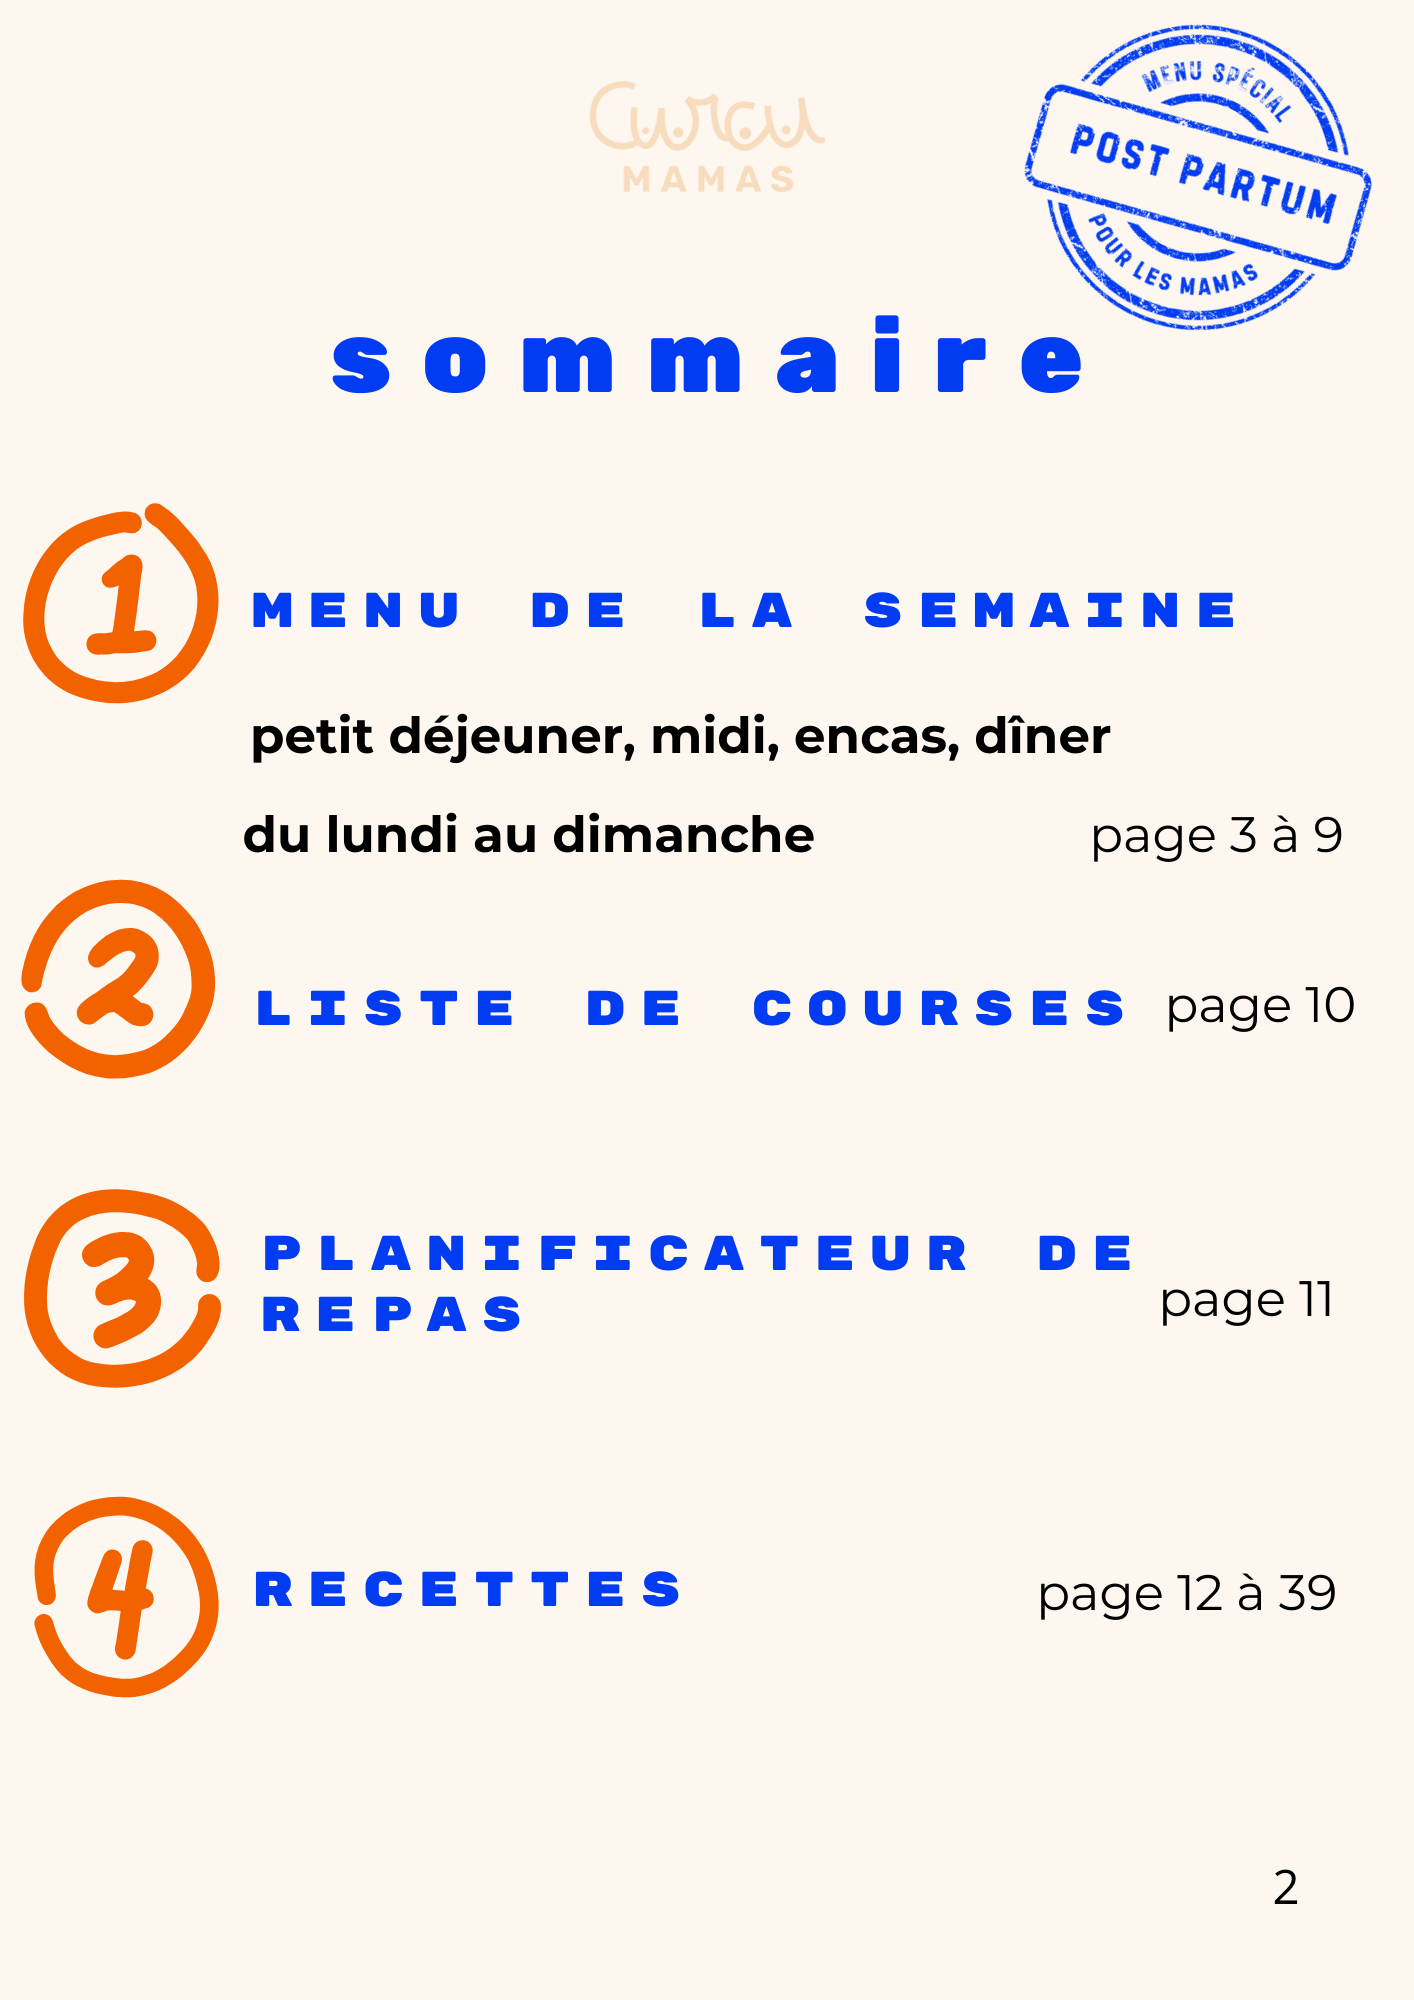 Curcu
MAMAS
MENU SPÉCIAL
POST PARTUM
POUR LES MAMAS
sommaire
1
MENU DE LA SEMAINE
petit déjeuner, midi, encas, dîner
du lundi au dimanche page 3 à 9
2
LISTE DE COURSES page 10
3
PLANIFICATEUR DE
REPAS page 11
4
RECETTES page 12 à 39
2